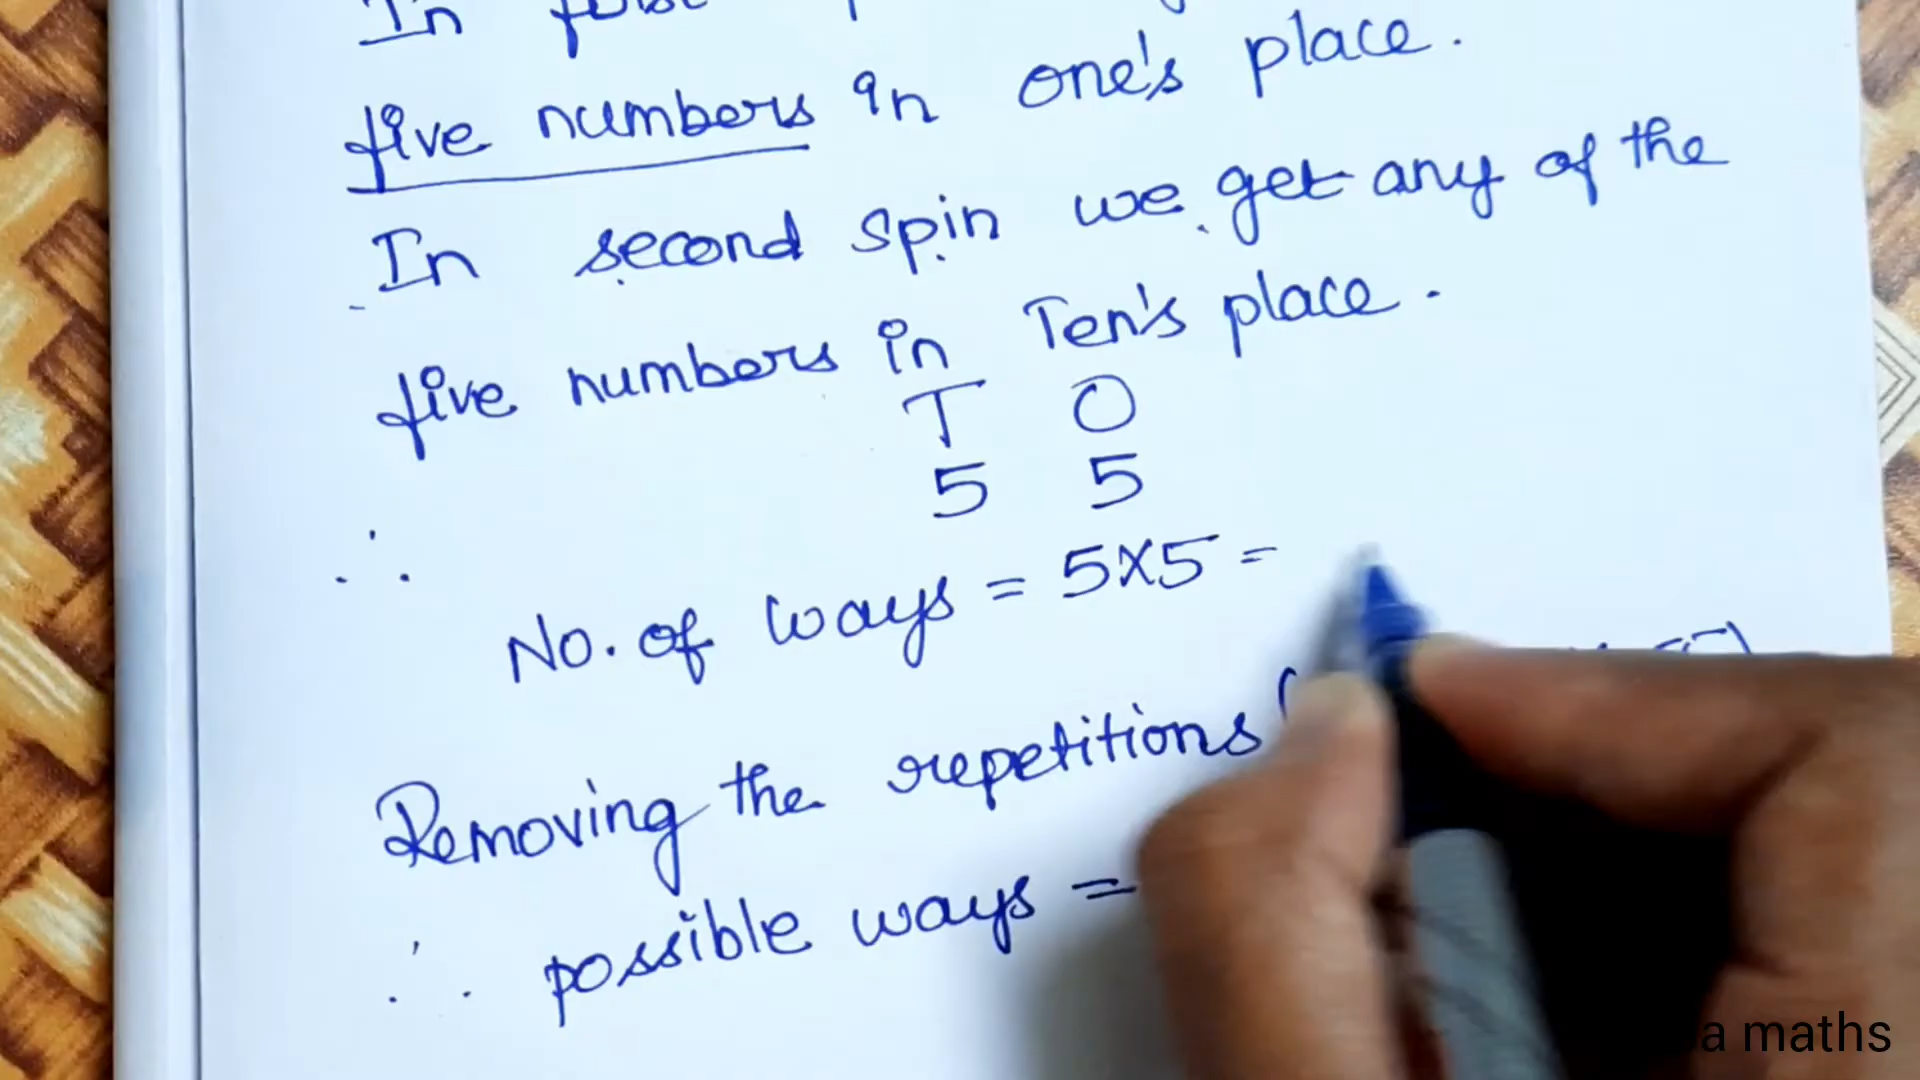 In
five numbers in one's place.
In second spin we get any of the
five numbers in Ten's place.
T O
5 5
∴
No. of ways = 5×5 =
Removing the repetitions (
∴ possible ways =
a maths